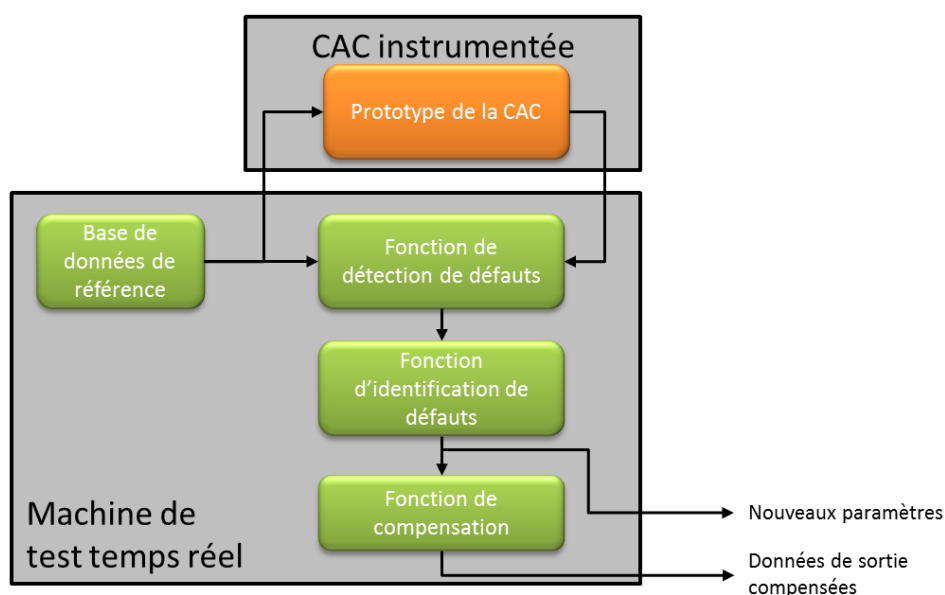 CAC instrumentée
Prototype de la CAC
Base de
données de
référence
Fonction de
détection de défauts
Fonction
d’identification de
défauts
Fonction de
compensation
Machine de
test temps réel
Nouveaux paramètres
Données de sortie
compensées